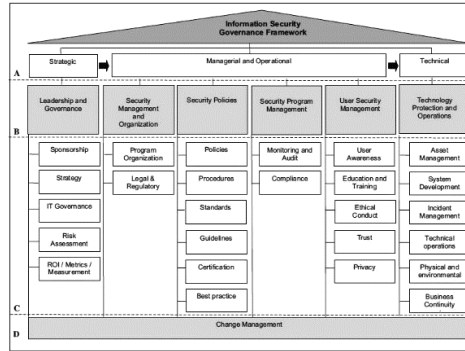 Information Security
Governance Framework
Strategic
Managerial and Operational
Technical
A
Leadership and
Governance
Security
Management
and
Organization
Security Policies
Security Program
Management
User Security
Management
Technology
Protection and
Operations
B
Sponsorship
Strategy
IT Governance
Risk
Assessment
ROI / Metrics /
Measurement
Program
Organization
Legal &
Regulatory
Policies
Procedures
Standards
Guidelines
Certification
Best practice
Monitoring and
Audit
Compliance
User
Awareness
Education and
Training
Ethical
Conduct
Trust
Privacy
Asset
Management
System
Development
Incident
Management
Technical
operations
Physical and
environmental
Business
Continuity
C
Change Management
D